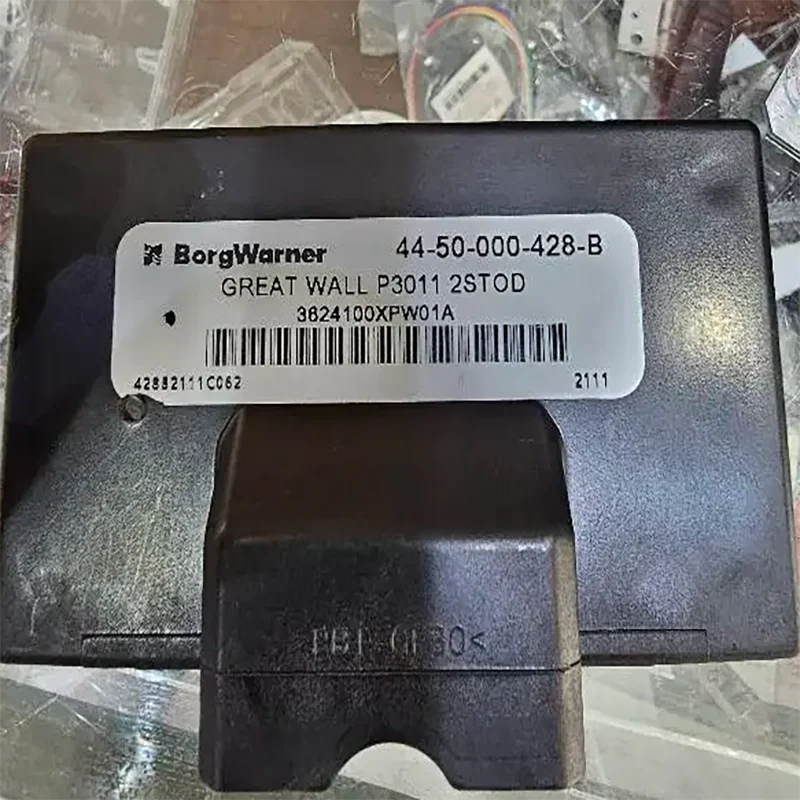 BorgWarner 44-50-000-428-B
GREAT WALL P3011 2STOD
3624100XPW01A
42882111C062 2111